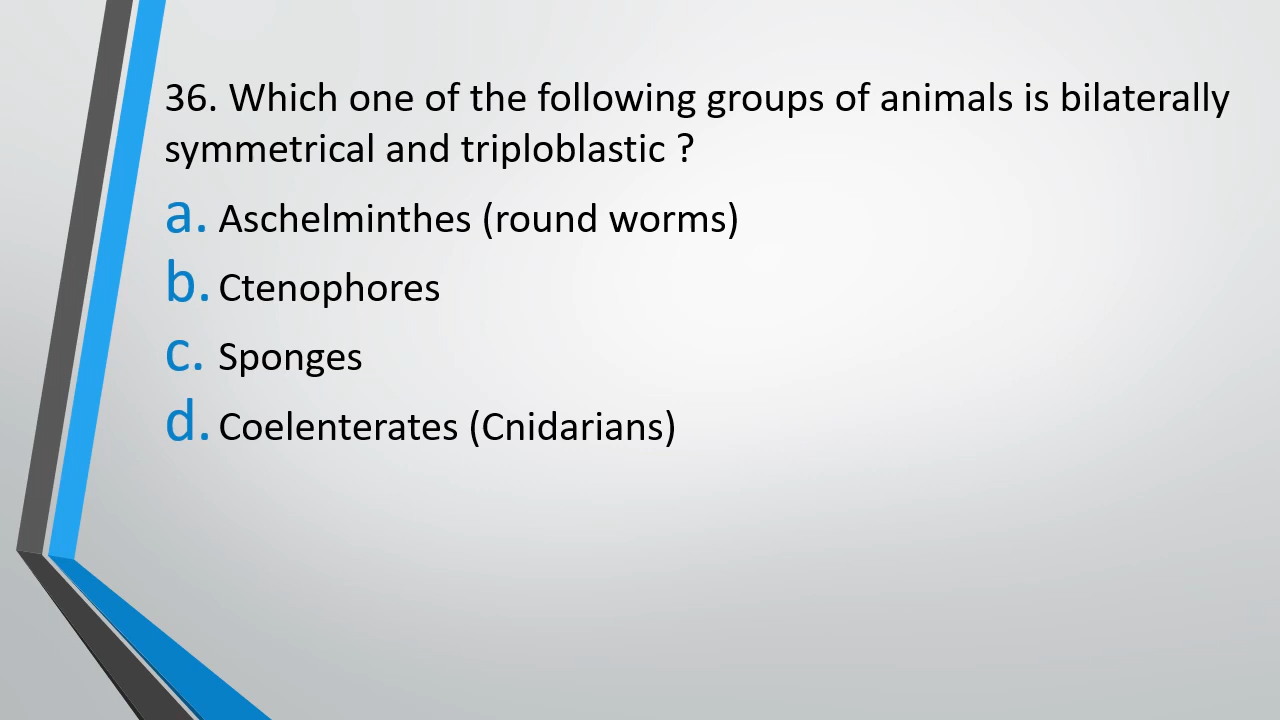 36. Which one of the following groups of animals is bilaterally
symmetrical and triploblastic ?
a. Aschelminthes (round worms)
b. Ctenophores
c. Sponges
d. Coelenterates (Cnidarians)